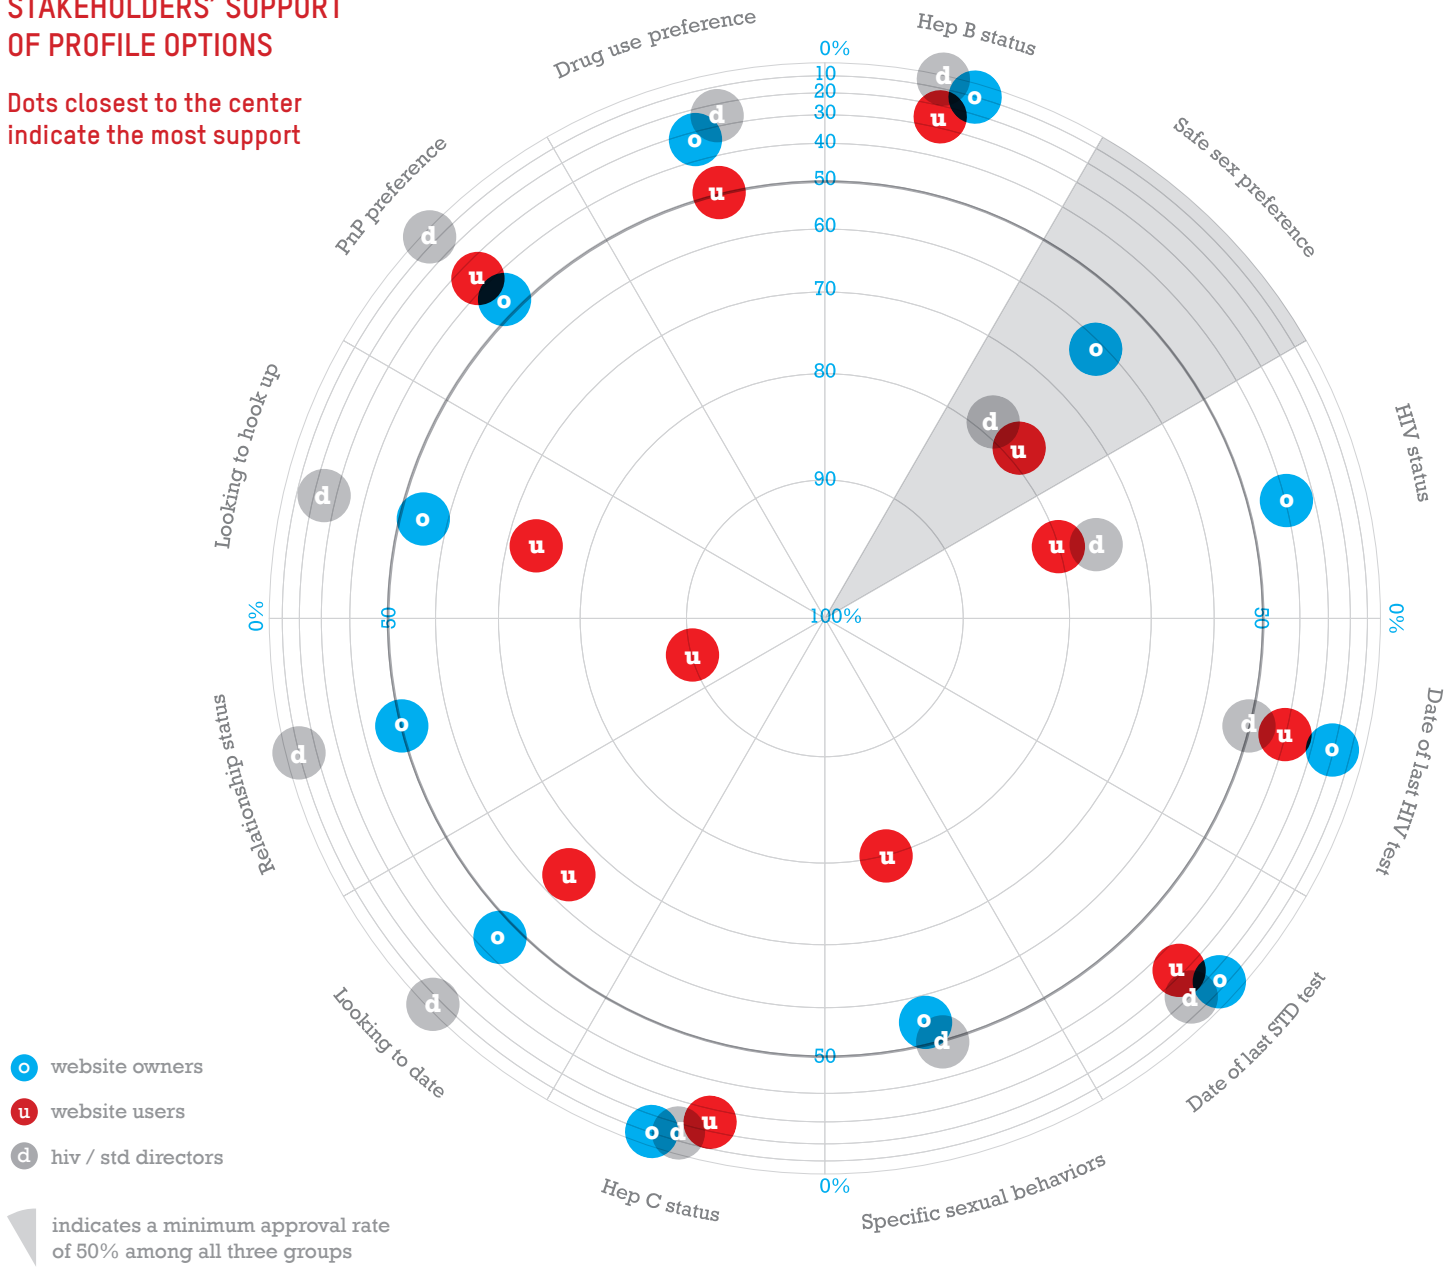 STAKEHOLDERS' SUPPORT
OF PROFILE OPTIONS
Dots closest to the center
indicate the most support
Drug use preference
Hep B status
Safe sex preference
HIV status
Date of last HIV test
Date of last STD test
Specific sexual behaviors
Hep C status
Looking to date
Relationship status
Looking to hook up
PnP preference
0%
10
20
30
40
50
60
70
80
90
100%
0%
50
50
0%
50
0%
d
o
u
d
o
u
o
d
u
o
u
d
d
u
o
u
o
d
u
o
d
o
d
u
u
o
d
u
o
d
d
o
u
d
u
o
o website owners
u website users
d hiv / std directors
indicates a minimum approval rate
of 50% among all three groups